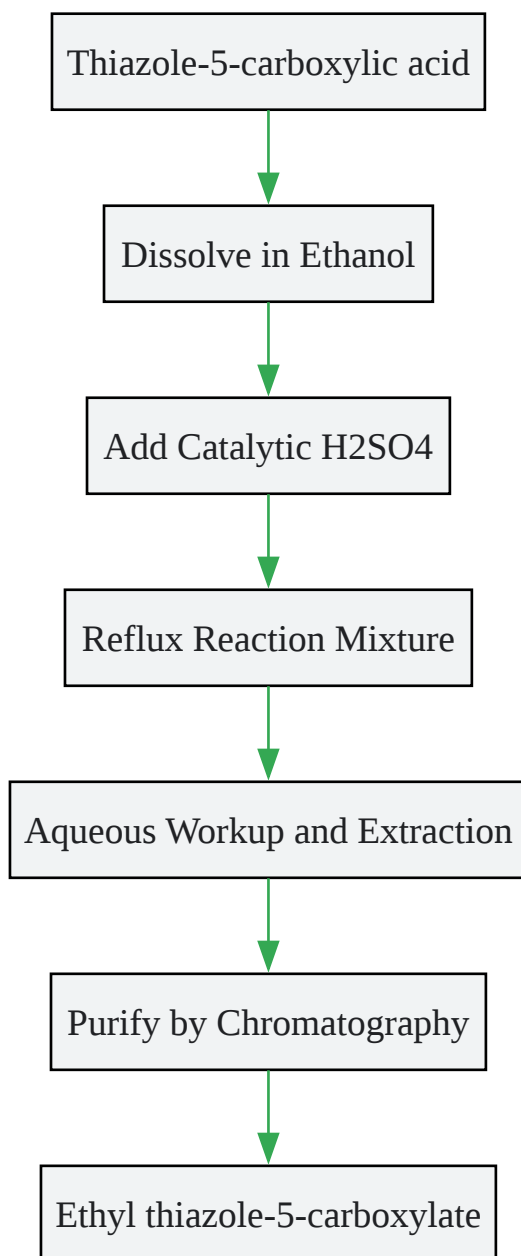 Thiazole-5-carboxylic acid
Dissolve in Ethanol
Add Catalytic H2SO4
Reflux Reaction Mixture
Aqueous Workup and Extraction
Purify by Chromatography
Ethyl thiazole-5-carboxylate